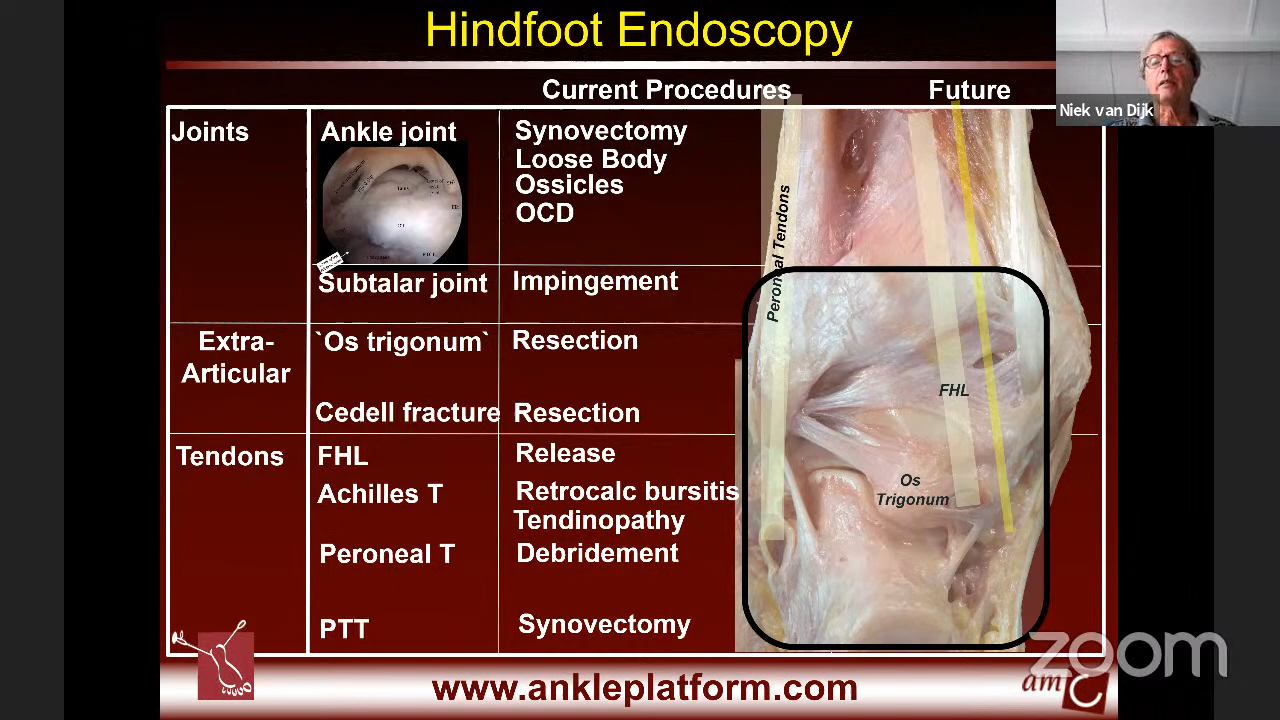 Hindfoot Endoscopy
Current Procedures
Future
Niek van Dijk
Joints
Ankle joint
Synovectomy
Loose Body
Ossicles
OCD
Subtalar joint
Impingement
Extra-
Articular
`Os trigonum`
Resection
Cedell fracture
Resection
Tendons
FHL
Release
Achilles T
Retrocalc bursitis
Tendinopathy
Peroneal T
Debridement
PTT
Synovectomy
Peroneal Tendons
FHL
Os
Trigonum
www.ankleplatform.com
zoom
amC